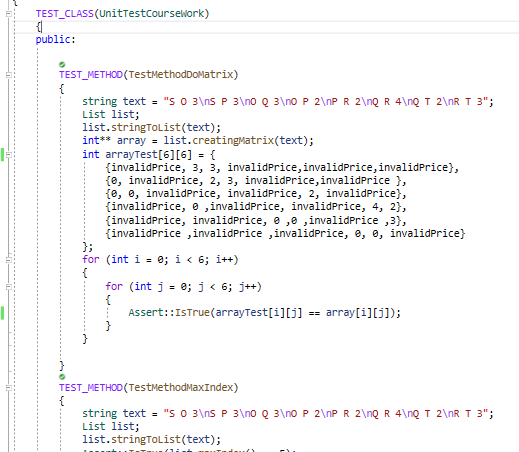 {
TEST_CLASS(UnitTestCourseWork)
{
public:
TEST_METHOD(TestMethodDoMatrix)
{
string text = "S O 3\nS P 3\nO Q 3\nO P 2\nP R 2\nQ R 4\nQ T 2\nR T 3";
List list;
list.stringToList(text);
int** array = list.creatingMatrix(text);
int arrayTest[6][6] = {
{invalidPrice, 3, 3, invalidPrice,invalidPrice,invalidPrice},
{0, invalidPrice, 2, 3, invalidPrice,invalidPrice },
{0, 0, invalidPrice, invalidPrice, 2, invalidPrice},
{invalidPrice, 0 ,invalidPrice, invalidPrice, 4, 2},
{invalidPrice, invalidPrice, 0 ,0 ,invalidPrice ,3},
{invalidPrice ,invalidPrice ,invalidPrice, 0, 0, invalidPrice}
};
for (int i = 0; i < 6; i++)
{
for (int j = 0; j < 6; j++)
{
Assert::IsTrue(arrayTest[i][j] == array[i][j]);
}
}
}
TEST_METHOD(TestMethodMaxIndex)
{
string text = "S O 3\nS P 3\nO Q 3\nO P 2\nP R 2\nQ R 4\nQ T 2\nR T 3";
List list;
list.stringToList(text);